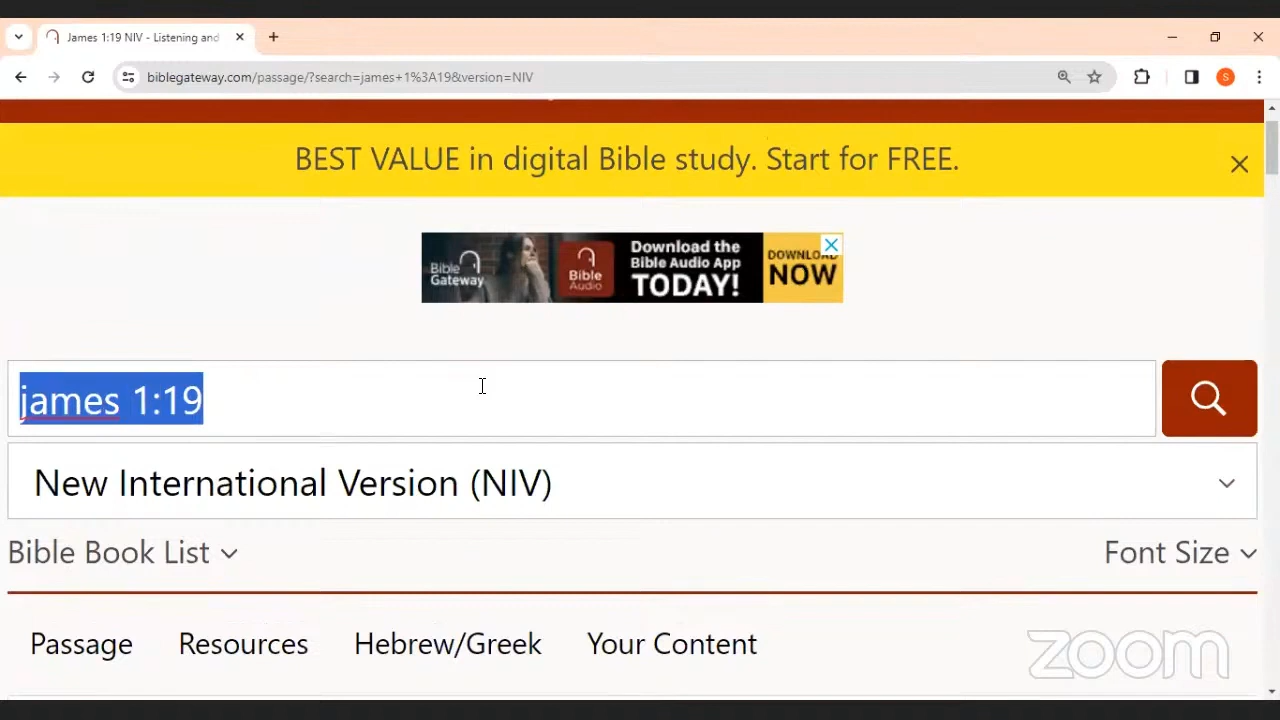 James 1:19 NIV - Listening and
biblegateway.com/passage/?search=james+1%3A19&version=NIV
S
BEST VALUE in digital Bible study. Start for FREE.
Bible
Gateway
Bible
Audio
Download the
Bible Audio App
TODAY!
DOWNLOAD
NOW
james 1:19
New International Version (NIV)
Bible Book List
Font Size
Passage
Resources
Hebrew/Greek
Your Content
zoom